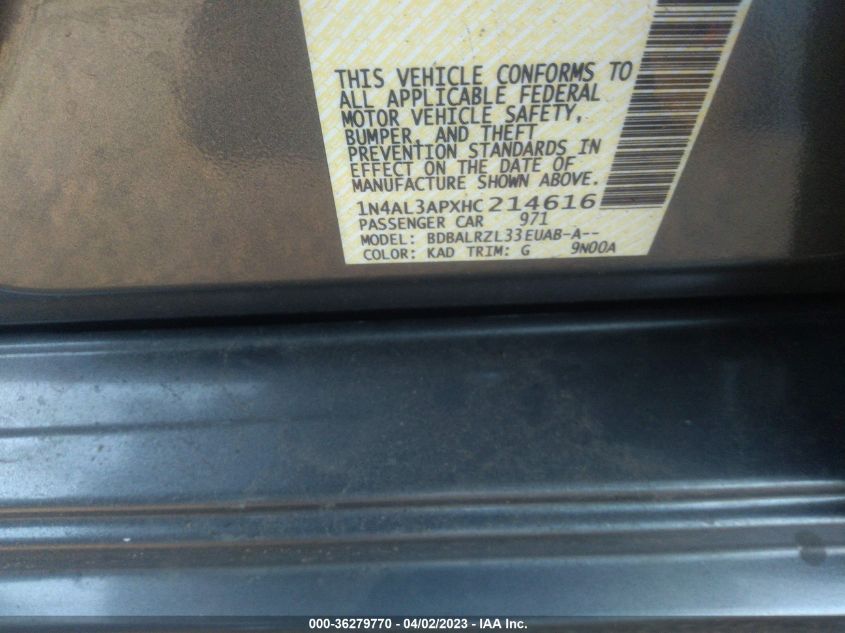 THIS VEHICLE CONFORMS TO
ALL APPLICABLE FEDERAL
MOTOR VEHICLE SAFETY,
BUMPER, AND THEFT
PREVENTION STANDARDS IN
EFFECT ON THE DATE OF
MANUFACTURE SHOWN ABOVE.
1N4AL3APXHC214616
PASSENGER CAR 971
MODEL: BDBALRZL33EUAB-A--
COLOR: KAD TRIM: G 9N00A
000-36279770 - 04/02/2023 - IAA Inc.